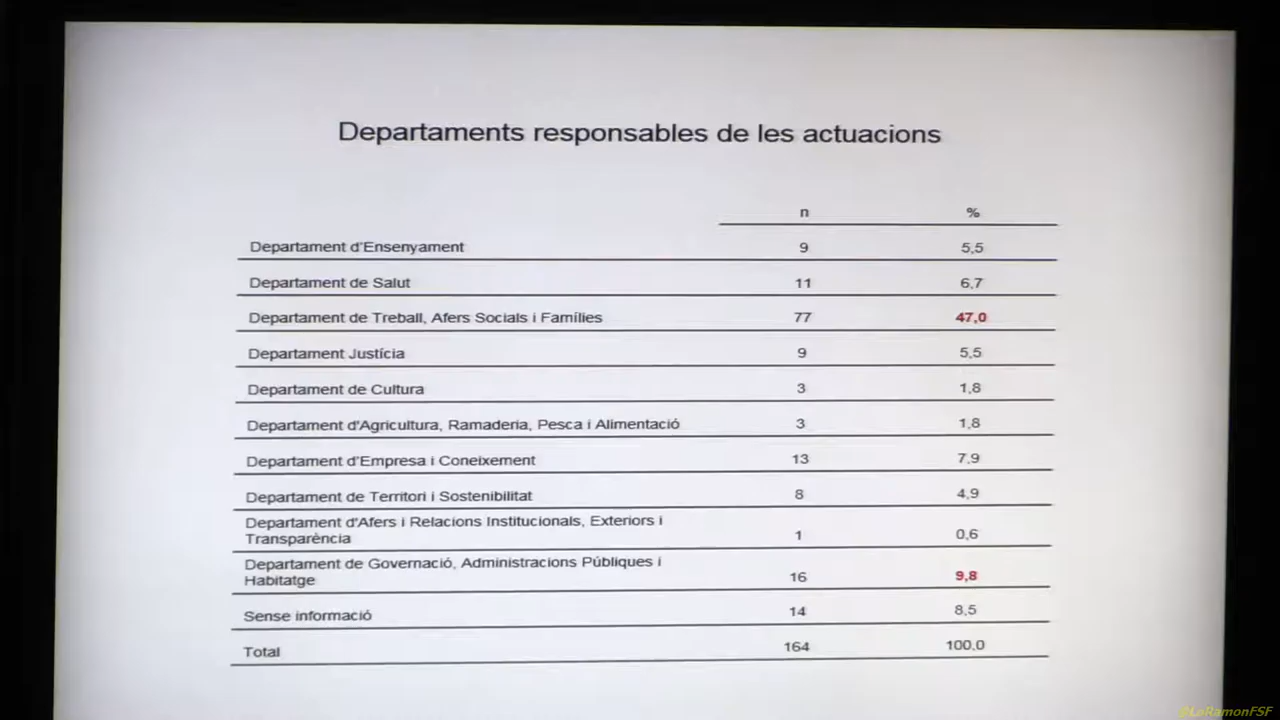 Departaments responsables de les actuacions
n %
Departament d'Ensenyament 9 5,5
Departament de Salut 11 6,7
Departament de Treball, Afers Socials i Famílies 77 47,0
Departament Justícia 9 5,5
Departament de Cultura 3 1,8
Departament d'Agricultura, Ramaderia, Pesca i Alimentació 3 1,8
Departament d'Empresa i Coneixement 13 7,9
Departament de Territori i Sostenibilitat 8 4,9
Departament d'Afers i Relacions Institucionals, Exteriors i
Transparència 1 0,6
Departament de Governació, Administracions Públiques i
Habitatge 16 9,8
Sense informació 14 8,5
Total 164 100,0
@LaRamonFSF